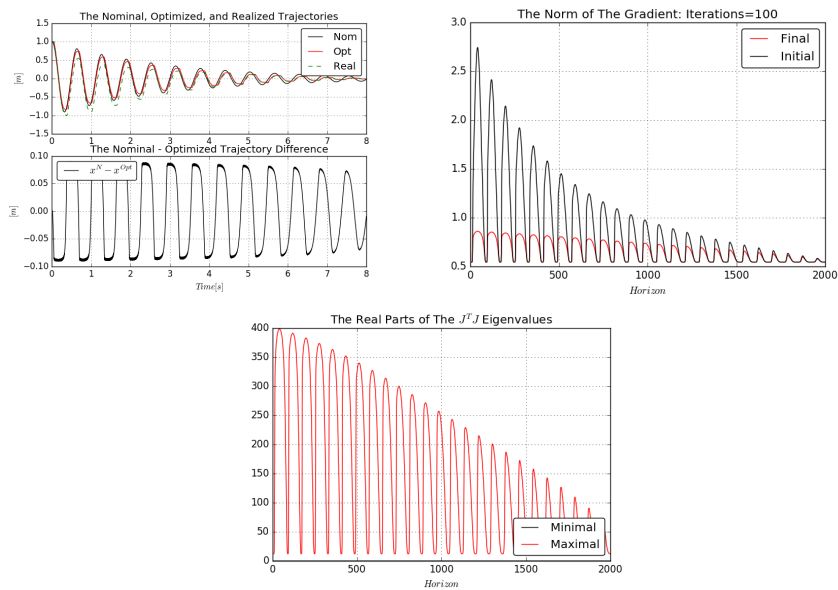 The Nominal, Optimized, and Realized Trajectories
1.5
1.0
0.5
0.0
−0.5
−1.0
−1.5
[m]
Nom
Opt
Real
0 1 2 3 4 5 6 7 8
The Nominal - Optimized Trajectory Difference
0.10
0.05
0.00
−0.05
−0.10
[m]
x^N − x^Opt
0 1 2 3 4 5 6 7 8
Time[s]
The Norm of The Gradient: Iterations=100
3.0
2.5
2.0
1.5
1.0
0.5
Final
Initial
0 500 1000 1500 2000
Horizon
The Real Parts of The J^T J Eigenvalues
400
350
300
250
200
150
100
50
0
Minimal
Maximal
0 500 1000 1500 2000
Horizon